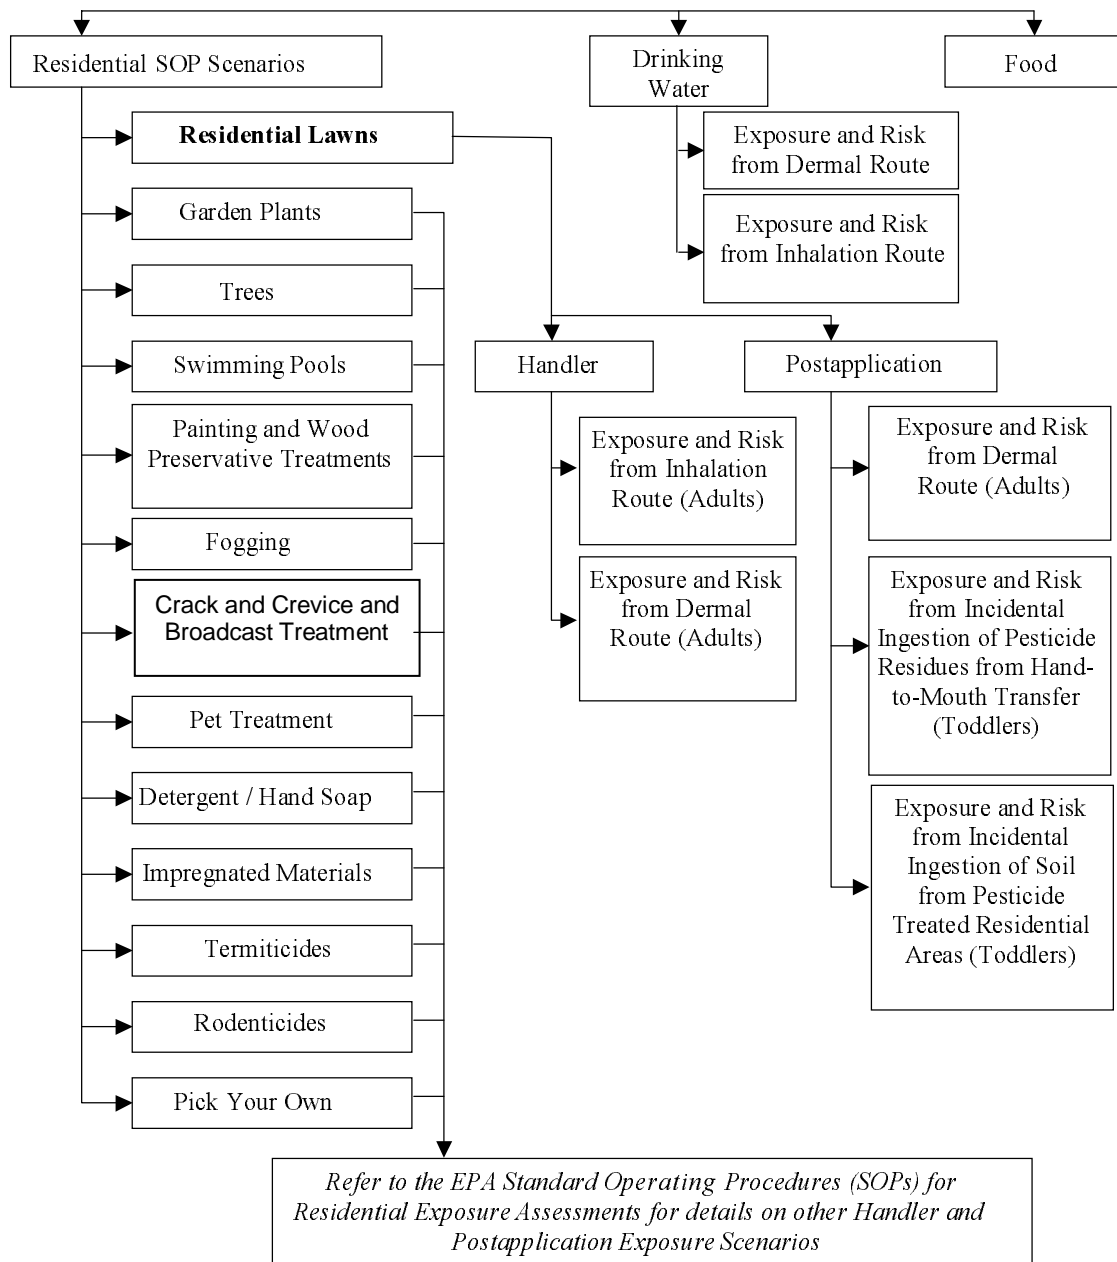 Residential SOP Scenarios
Drinking
Water
Food
Residential Lawns
Exposure and Risk
from Dermal Route
Garden Plants
Exposure and Risk
from Inhalation Route
Trees
Swimming Pools
Handler
Postapplication
Painting and Wood
Preservative Treatments
Exposure and Risk
from Inhalation
Route (Adults)
Exposure and Risk
from Dermal
Route (Adults)
Fogging
Crack and Crevice and
Broadcast Treatment
Exposure and Risk
from Dermal
Route (Adults)
Exposure and Risk
from Incidental
Ingestion of Pesticide
Residues from Hand-
to-Mouth Transfer
(Toddlers)
Pet Treatment
Detergent / Hand Soap
Impregnated Materials
Exposure and Risk
from Incidental
Ingestion of Soil
from Pesticide
Treated Residential
Areas (Toddlers)
Termiticides
Rodenticides
Pick Your Own
Refer to the EPA Standard Operating Procedures (SOPs) for
Residential Exposure Assessments for details on other Handler and
Postapplication Exposure Scenarios